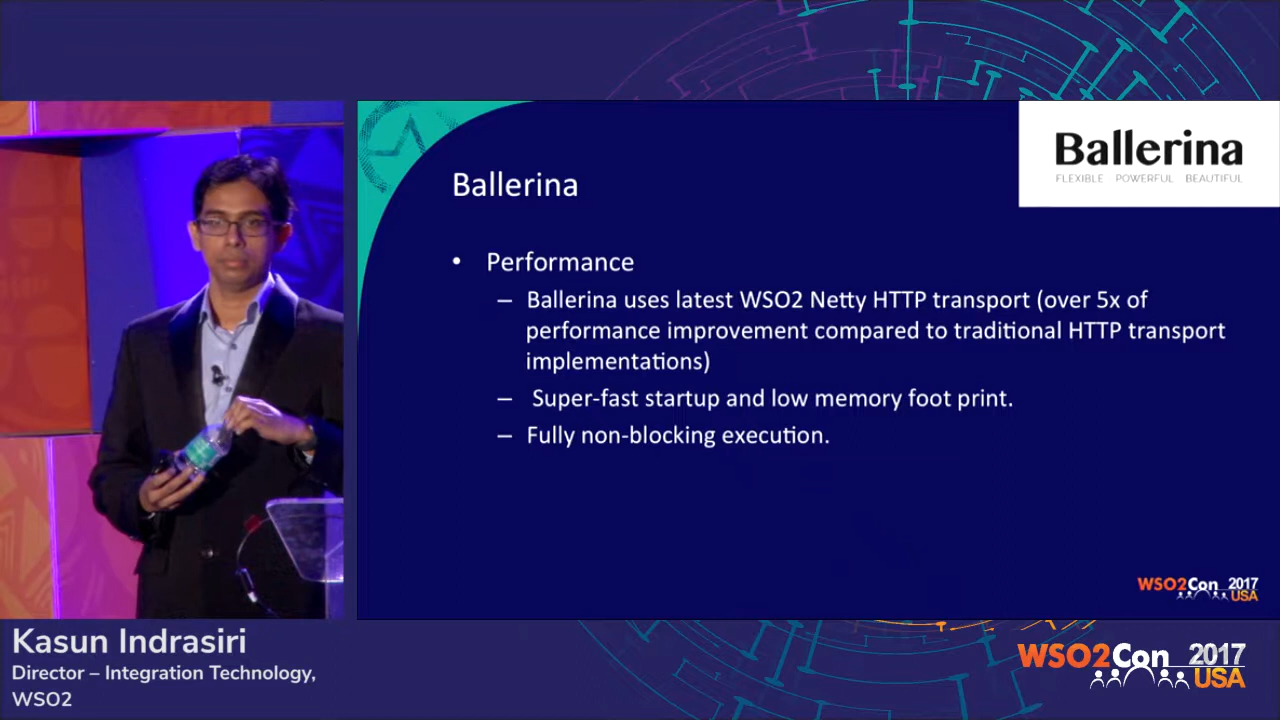 Ballerina
FLEXIBLE POWERFUL BEAUTIFUL
Ballerina
• Performance
– Ballerina uses latest WSO2 Netty HTTP transport (over 5x of
performance improvement compared to traditional HTTP transport
implementations)
– Super-fast startup and low memory foot print.
– Fully non-blocking execution.
WSO2Con 2017
USA
Kasun Indrasiri
Director – Integration Technology,
WSO2
WSO2Con 2017
USA